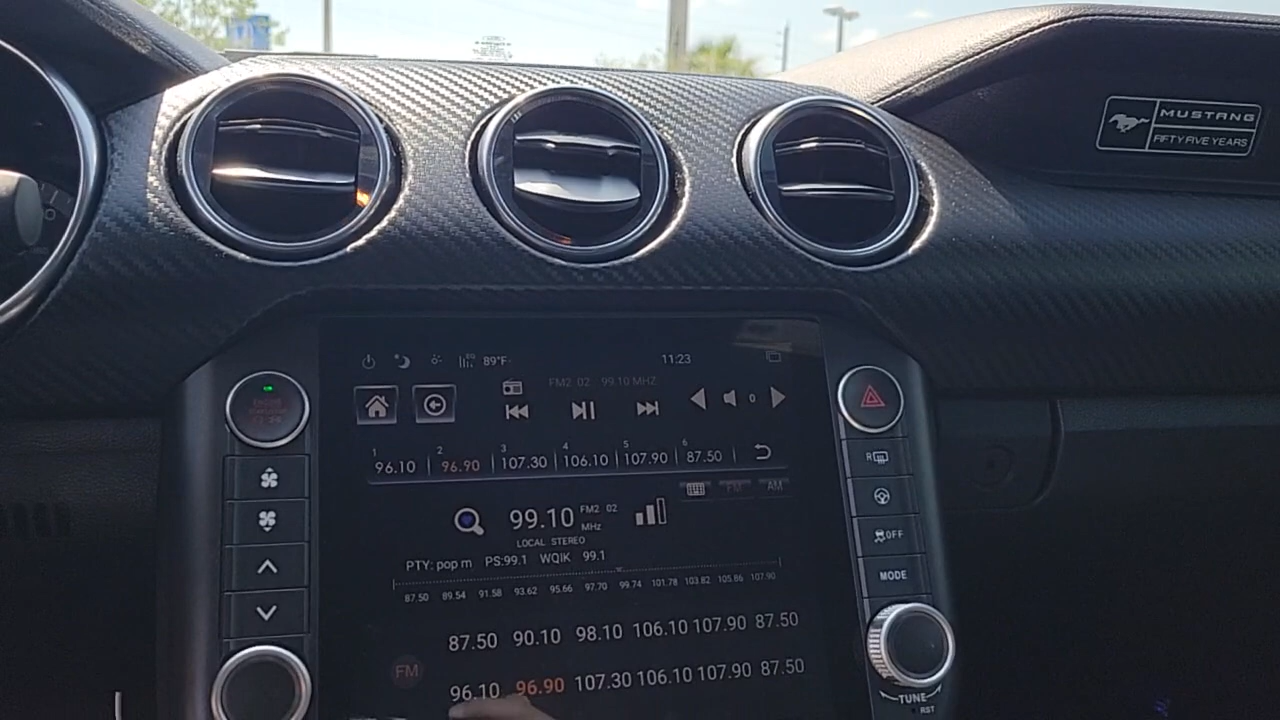 MUSTANG
FIFTY FIVE YEARS
89°F
11:23
FM2 02 99.10 MHZ
0
1 2 3 4 5 6
96.10 96.90 107.30 106.10 107.90 87.50
FM AM
99.10 FM2 02
MHz
LOCAL STEREO
PTY: pop m PS:99.1 WQIK 99.1
87.50 89.54 91.58 93.62 95.66 97.70 99.74 101.78 103.82 105.86 107.90
87.50 90.10 98.10 106.10 107.90 87.50
FM
96.10 96.90 107.30 106.10 107.90 87.50
R
OFF
MODE
TUNE
RST